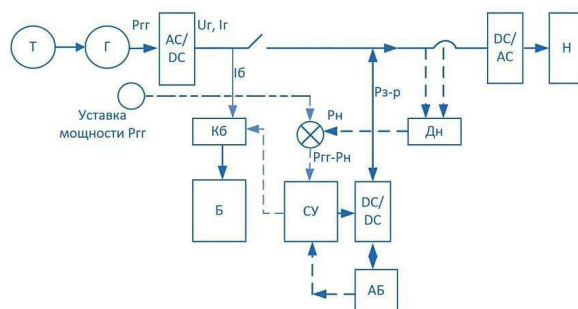 Ргг
Uг, Iг
Т
Г
AC/
DC
DC/
AC
Н
Iб
Рз-р
Уставка
мощности Ргг
Рн
Кб
Дн
Ргг-Рн
Б
СУ
DC/
DC
АБ